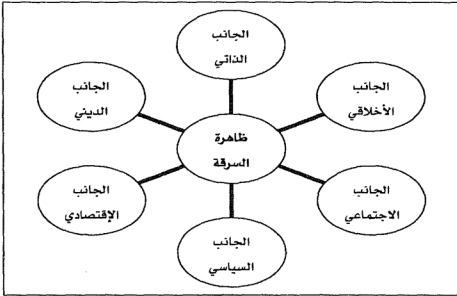 الجانب
الذاتي
الجانب
الأخلاقي
الجانب
الديني
ظاهرة
السرقة
الجانب
الاجتماعي
الجانب
الإقتصادي
الجانب
السياسي